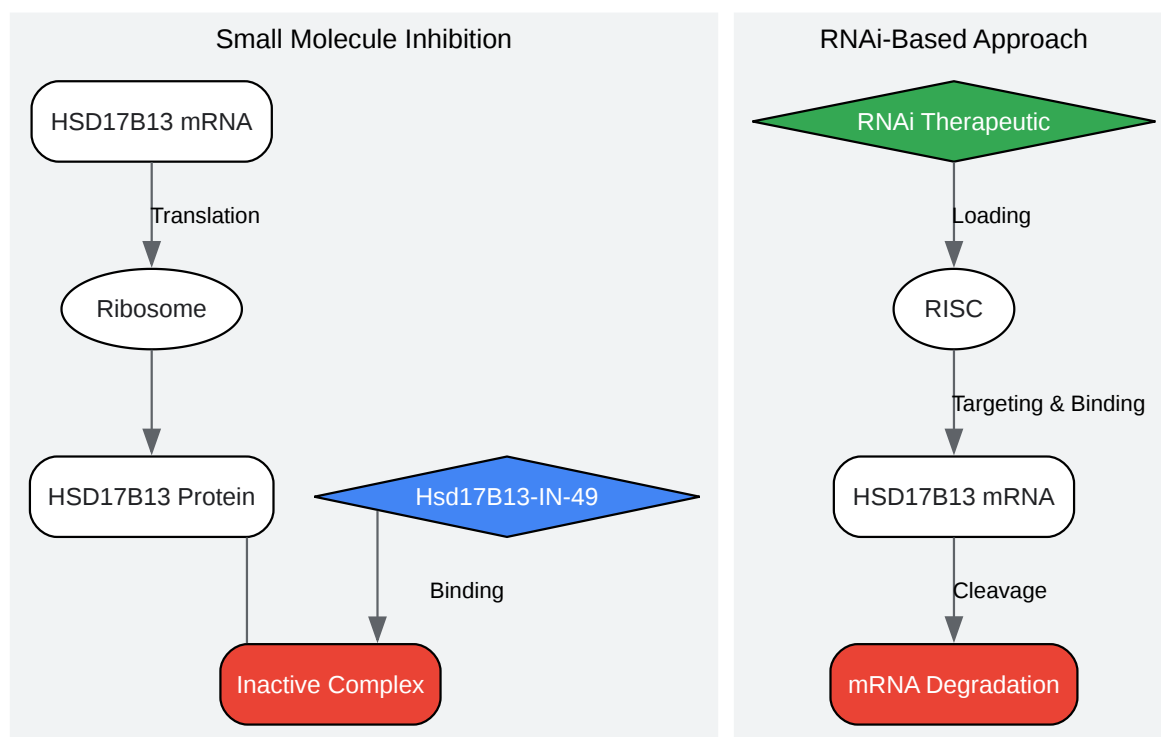 Small Molecule Inhibition
HSD17B13 mRNA
Translation
Ribosome
HSD17B13 Protein
Hsd17B13-IN-49
Binding
Inactive Complex
RNAi-Based Approach
RNAi Therapeutic
Loading
RISC
Targeting & Binding
HSD17B13 mRNA
Cleavage
mRNA Degradation